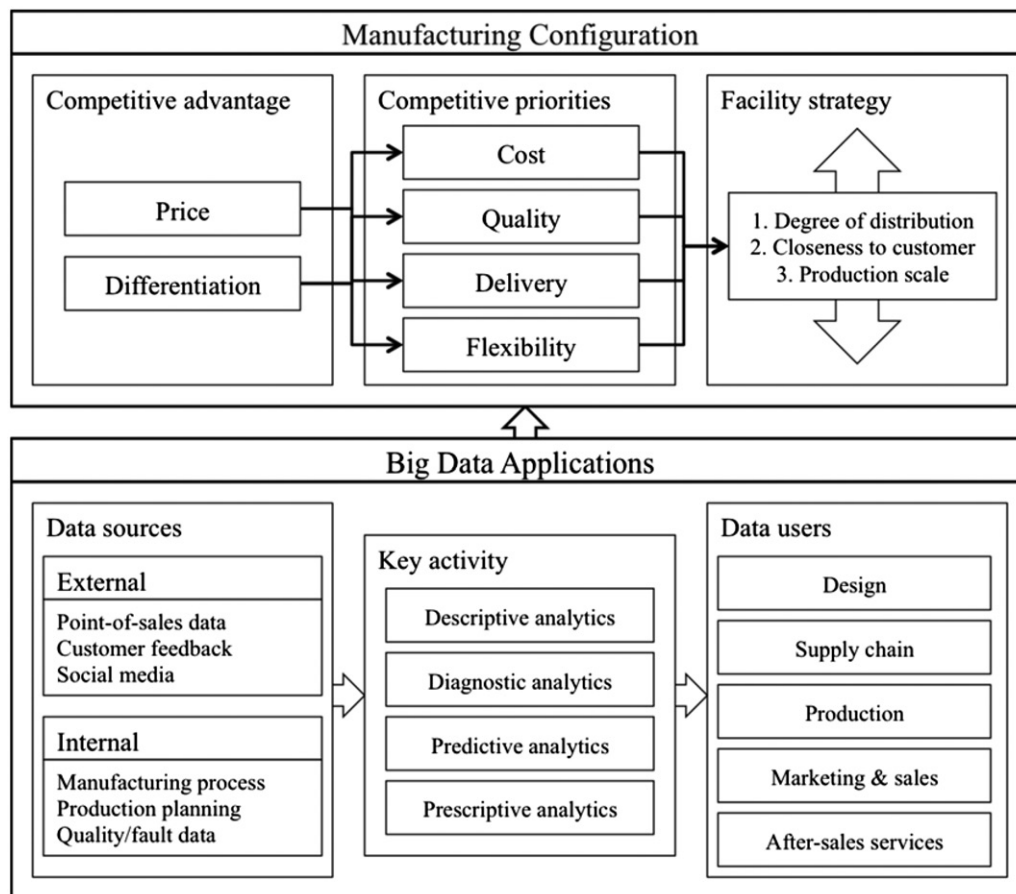 Manufacturing Configuration
Competitive advantage
Price
Differentiation
Competitive priorities
Cost
Quality
Delivery
Flexibility
Facility strategy
1. Degree of distribution
2. Closeness to customer
3. Production scale
Big Data Applications
Data sources
External
Point-of-sales data
Customer feedback
Social media
Internal
Manufacturing process
Production planning
Quality/fault data
Key activity
Descriptive analytics
Diagnostic analytics
Predictive analytics
Prescriptive analytics
Data users
Design
Supply chain
Production
Marketing & sales
After-sales services